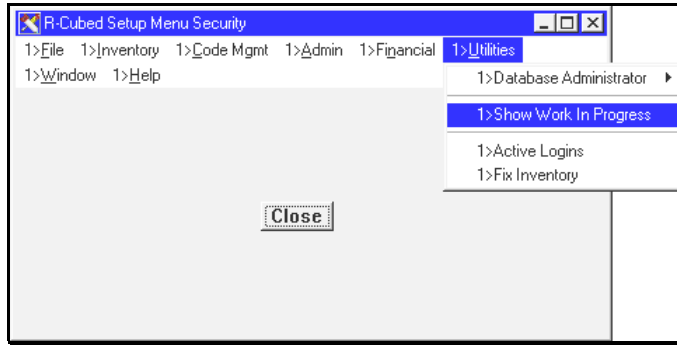 R-Cubed Setup Menu Security
1>File 1>Inventory 1>Code Mgmt 1>Admin 1>Financial 1>Utilities
1>Window 1>Help
1>Database Administrator
1>Show Work In Progress
1>Active Logins
1>Fix Inventory
Close